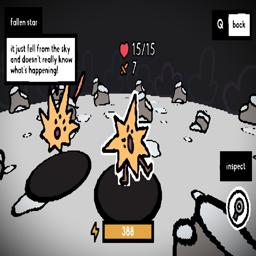 fallen star
Q back
it just fell from the sky
and doesn't really know
what's happening!
15/15
7
inspect
388